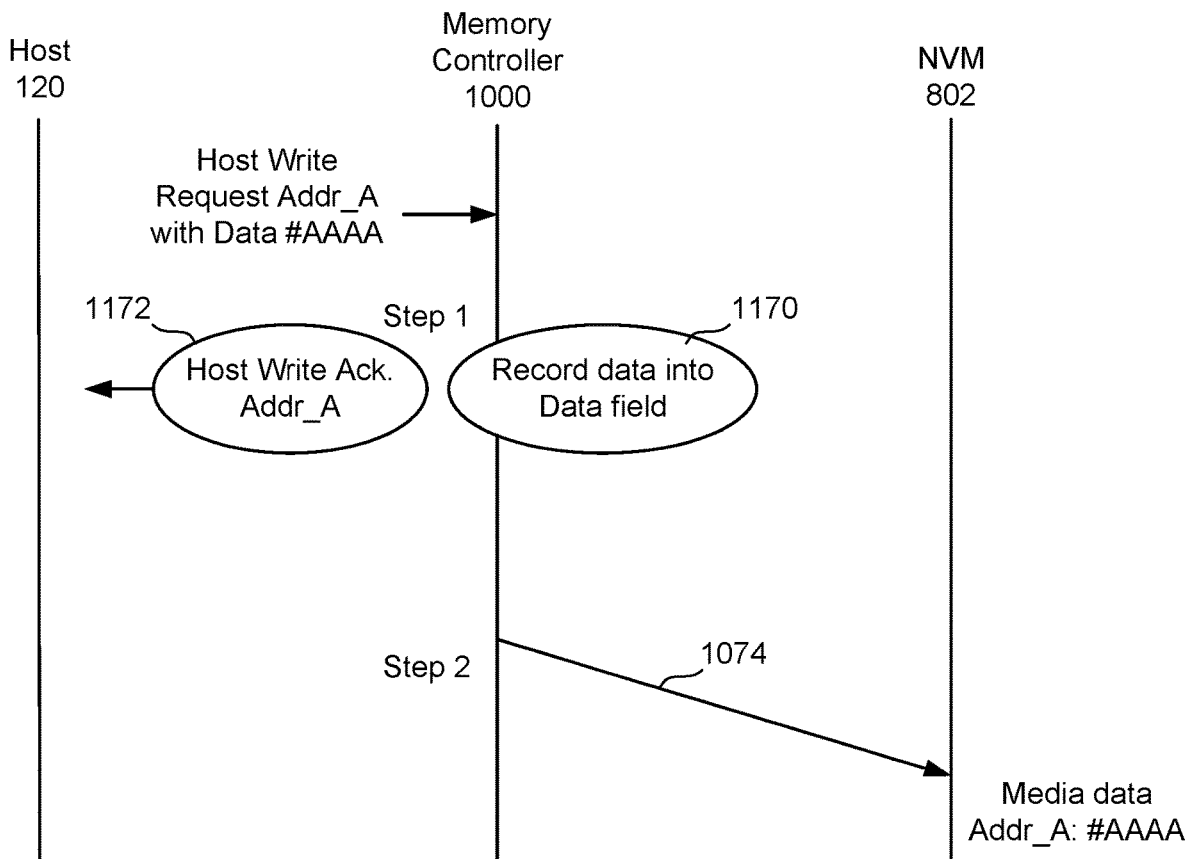 Host
120
Memory
Controller
1000
NVM
802
Host Write
Request Addr_A
with Data #AAAA
1172
Step 1
1170
Host Write Ack.
Addr_A
Record data into
Data field
Step 2
1074
Media data
Addr_A: #AAAA